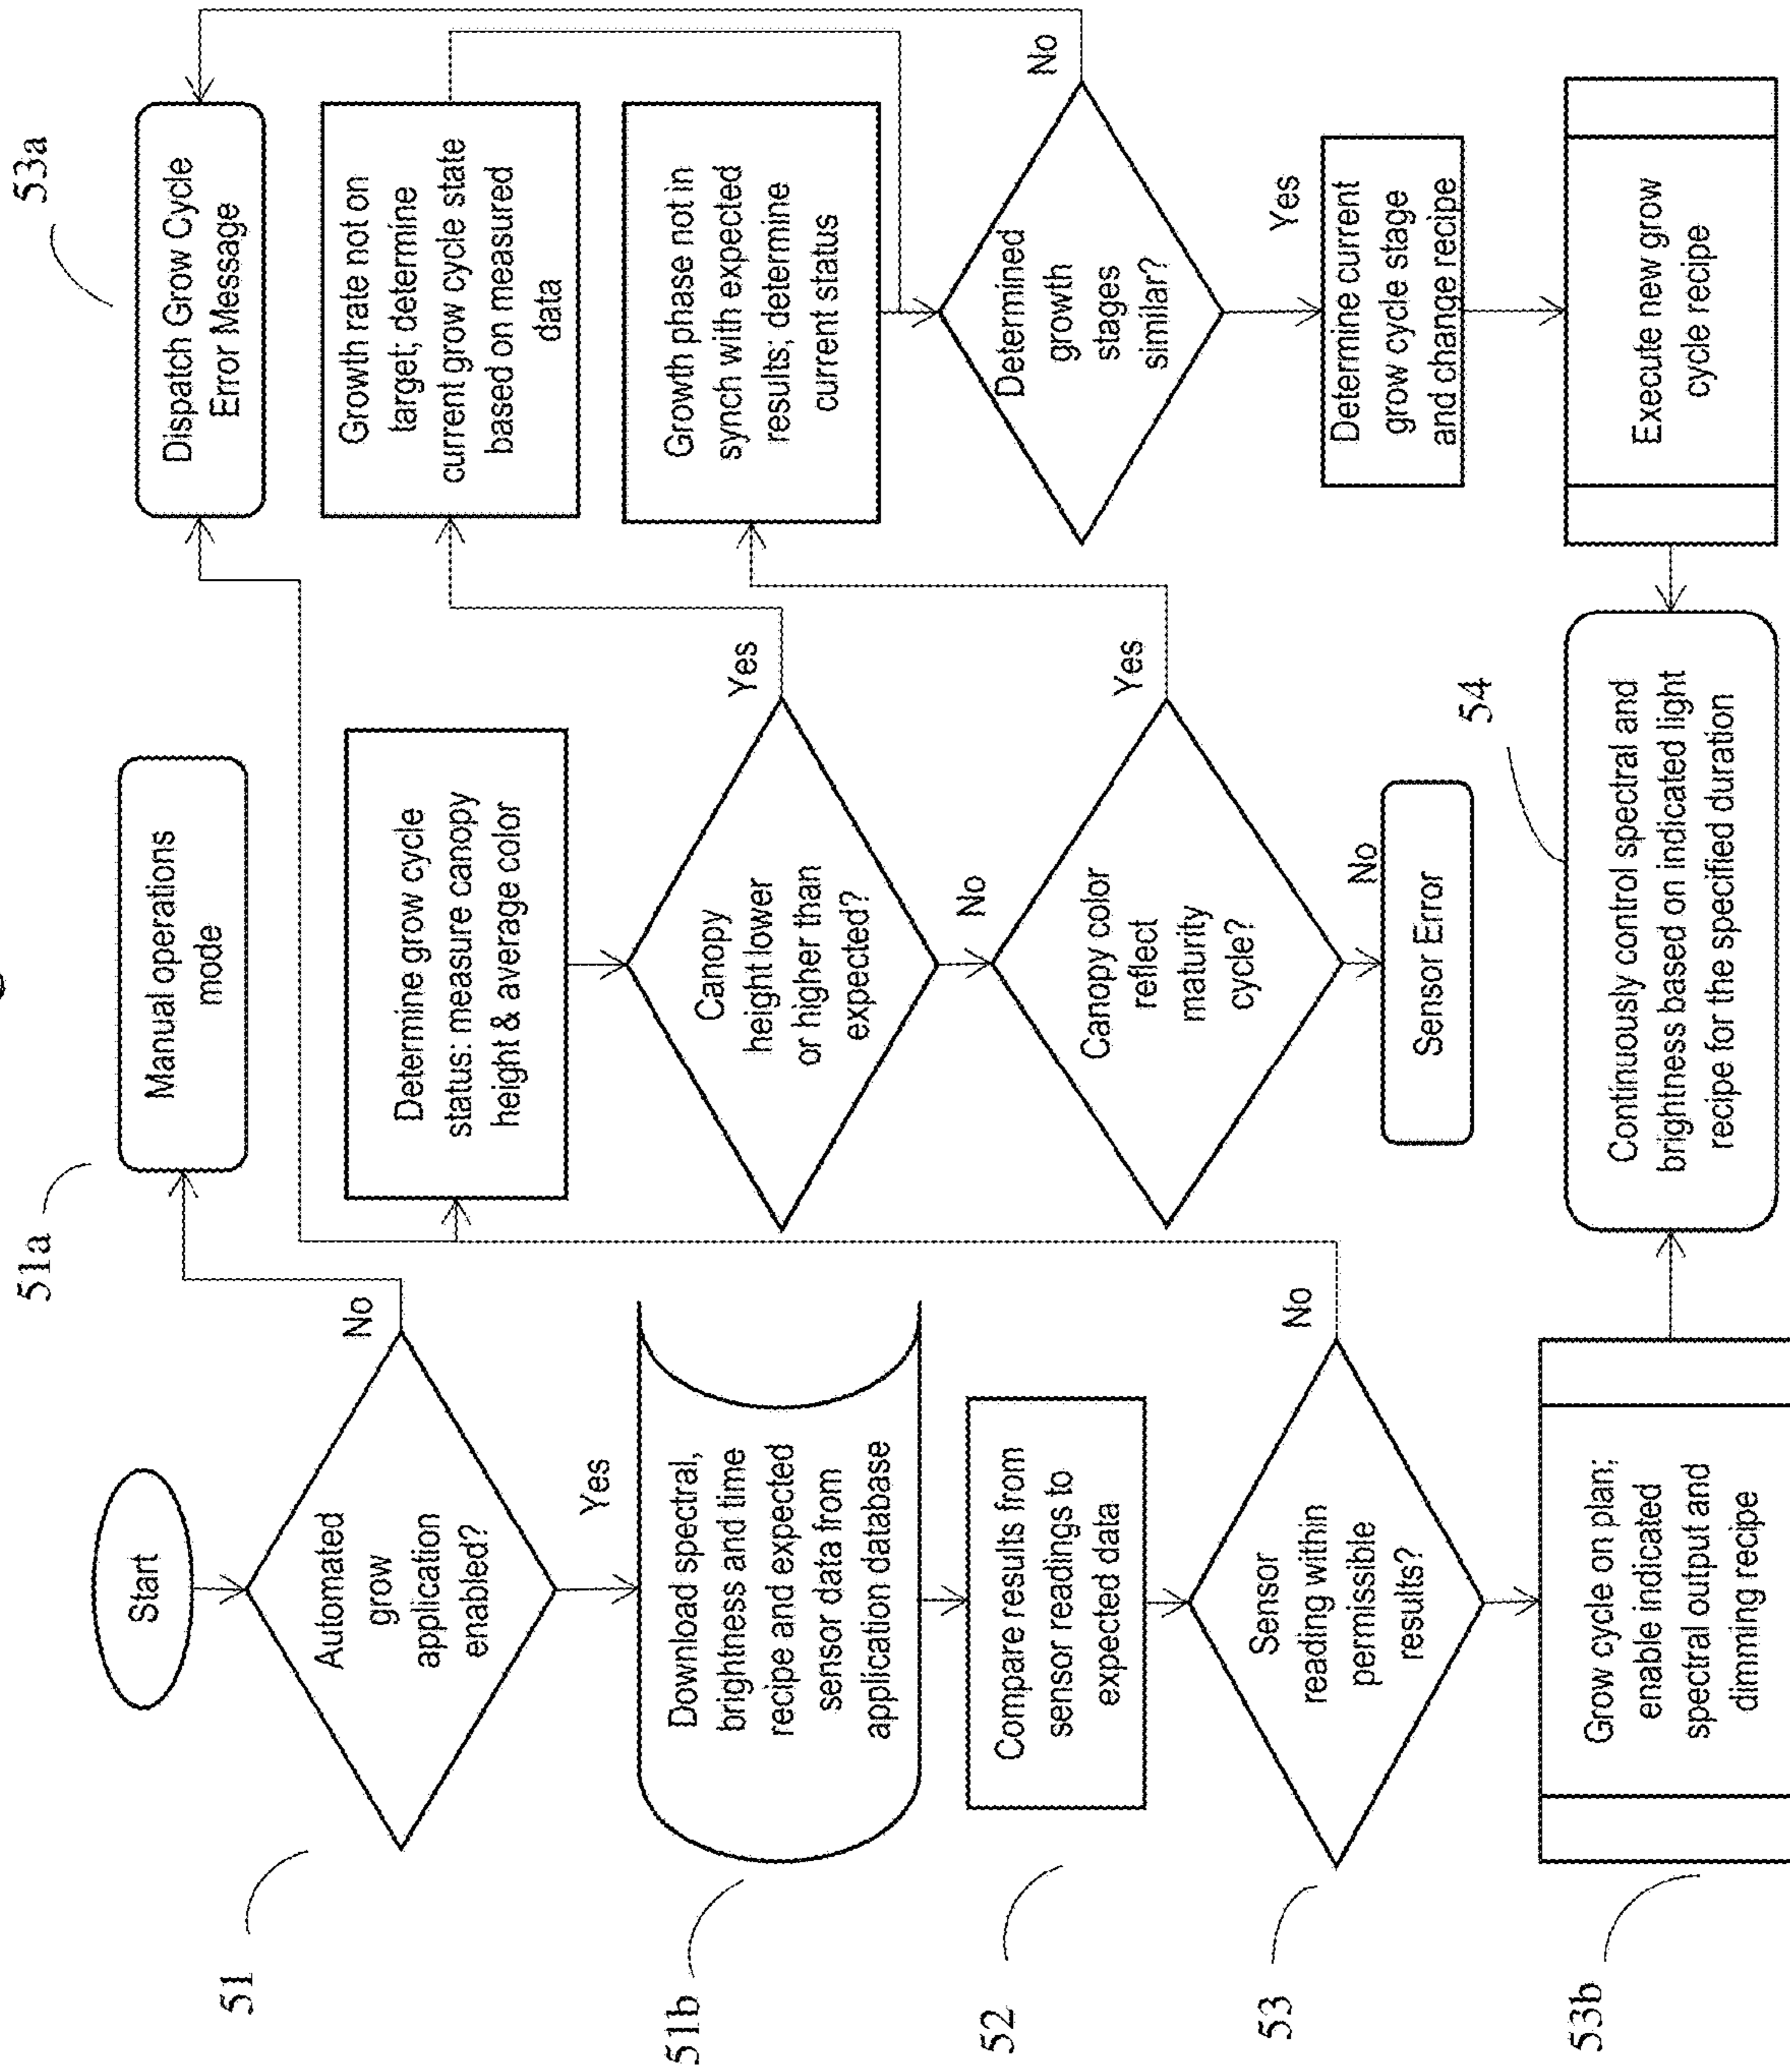 51a
53a
Start
Manual operations
mode
Dispatch Grow Cycle
Error Message
51
Automated
grow
application
enabled?
No
Yes
51b
Download spectral,
brightness and time
recipe and expected
sensor data from
application database
52
Compare results from
sensor readings to
expected data
53
Sensor
reading within
permissible
results?
No
53b
Grow cycle on plan;
enable indicated
spectral output and
dimming recipe
Determine grow cycle
status: measure canopy
height & average color
Canopy
height lower
or higher than
expected?
Yes
No
Canopy color
reflect
maturity
cycle?
Yes
No
Sensor Error
54
Continuously control spectral and
brightness based on indicated light
recipe for the specified duration
Growth rate not on
target; determine
current grow cycle state
based on measured
data
Growth phase not in
synch with expected
results; determine
current status
Determined
growth
stages
similar?
No
Yes
Determine current
grow cycle stage
and change recipe
Execute new grow
cycle recipe